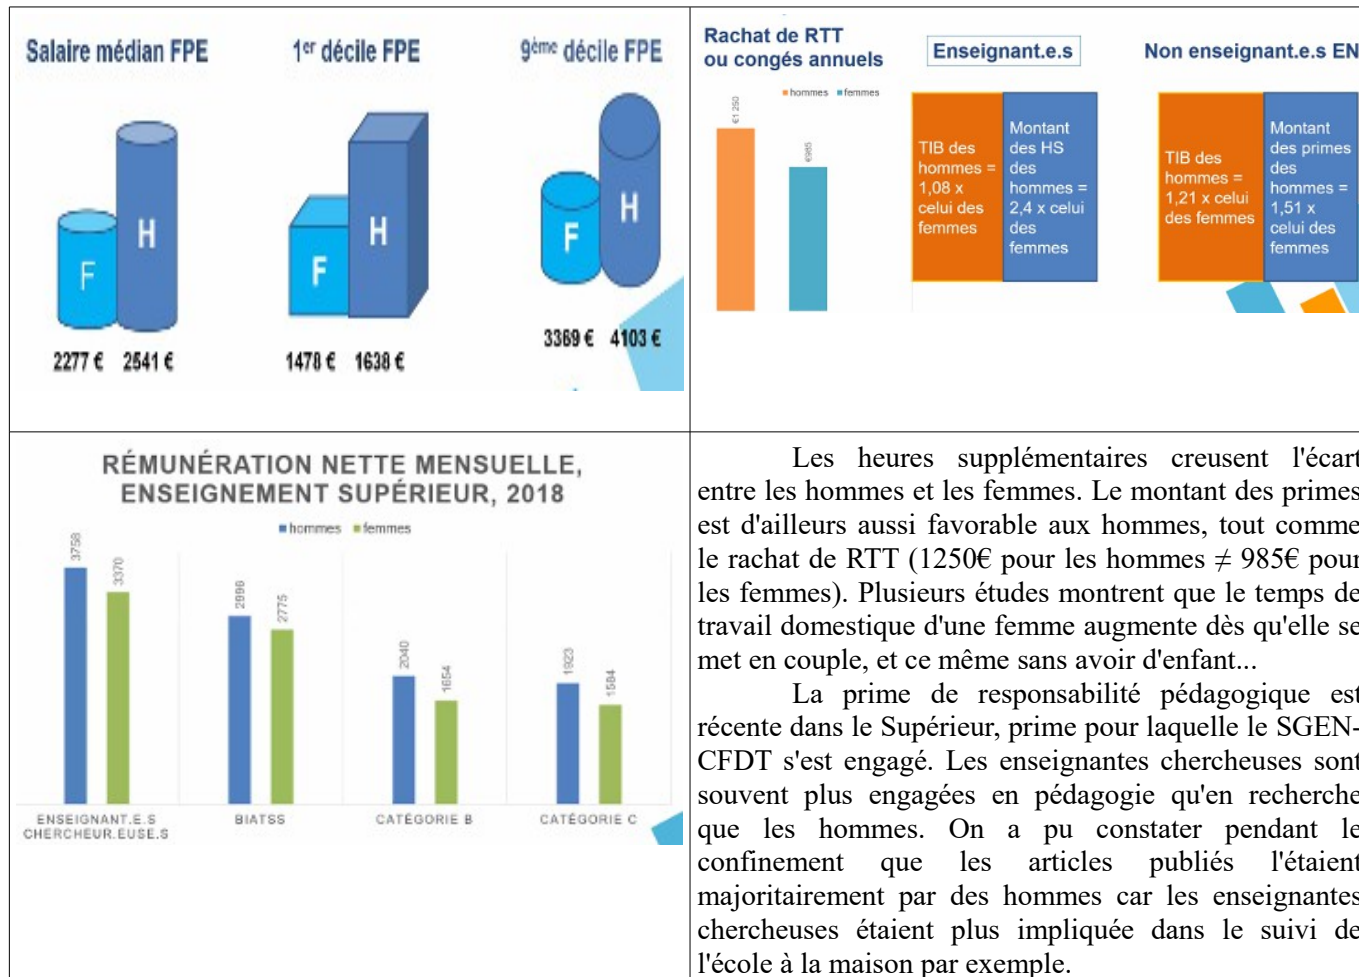 Salaire médian FPE
1er décile FPE
9ème décile FPE
F
H
F
H
F
H
2277 € 2541 €
1478 € 1638 €
3369 € 4103 €
Rachat de RTT
ou congés annuels
hommes femmes
€1 250
€985
Enseignant.e.s
TIB des
hommes =
1,08 x
celui des
femmes
Montant
des HS
des
hommes =
2,4 x celui
des
femmes
Non enseignant.e.s EN
TIB des
hommes =
1,21 x celui
des femmes
Montant
des primes
des
hommes =
1,51 x
celui des
femmes
RÉMUNÉRATION NETTE MENSUELLE,
ENSEIGNEMENT SUPÉRIEUR, 2018
hommes femmes
3758
3370
2998
2775
2040
1654
1923
1584
ENSEIGNANT.E.S
CHERCHEUR.EUSE.S
BIATSS
CATÉGORIE B
CATÉGORIE C
Les heures supplémentaires creusent l'écart
entre les hommes et les femmes. Le montant des primes
est d'ailleurs aussi favorable aux hommes, tout comme
le rachat de RTT (1250€ pour les hommes ≠ 985€ pour
les femmes). Plusieurs études montrent que le temps de
travail domestique d'une femme augmente dès qu'elle se
met en couple, et ce même sans avoir d'enfant...
La prime de responsabilité pédagogique est
récente dans le Supérieur, prime pour laquelle le SGEN-
CFDT s'est engagé. Les enseignantes chercheuses sont
souvent plus engagées en pédagogie qu'en recherche
que les hommes. On a pu constater pendant le
confinement que les articles publiés l'étaient
majoritairement par des hommes car les enseignantes
chercheuses étaient plus impliquée dans le suivi de
l'école à la maison par exemple.